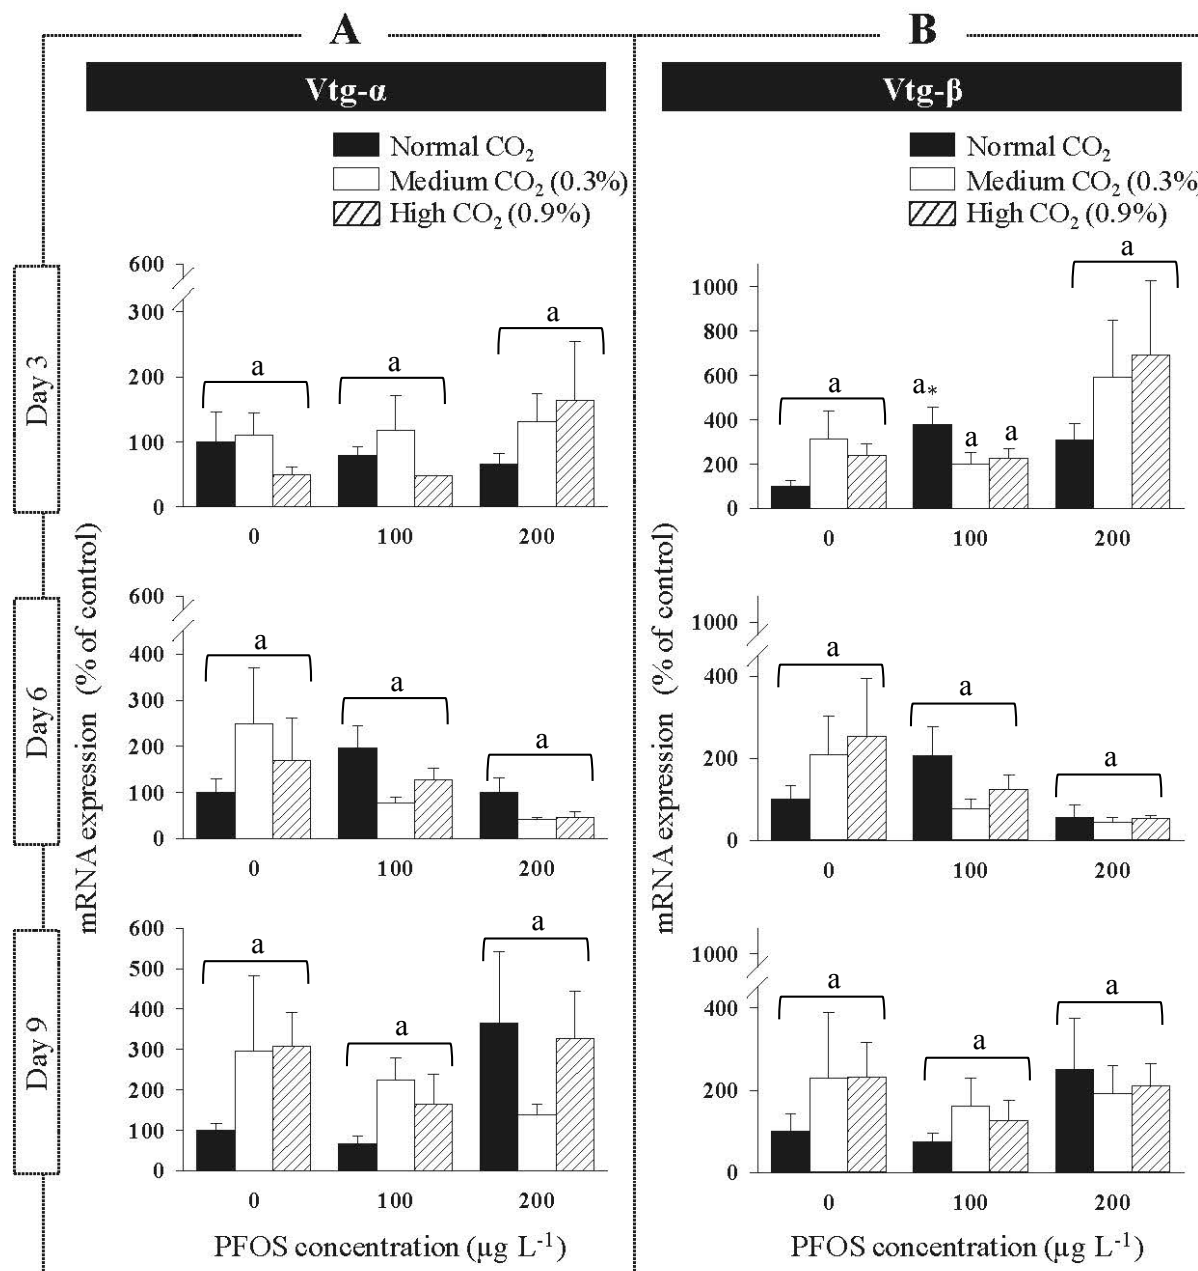 A
B
Vtg-α
Vtg-β
Normal CO₂
Medium CO₂ (0.3%)
High CO₂ (0.9%)
Normal CO₂
Medium CO₂ (0.3%)
High CO₂ (0.9%)
Day 3
Day 6
Day 9
mRNA expression (% of control)
600
300
200
100
0
a
a
a
0
100
200
600
400
300
200
100
0
a
a
a
0
100
200
600
500
400
300
200
100
0
a
a
a
0
100
200
PFOS concentration (µg L⁻¹)
mRNA expression (% of control)
1000
800
600
400
200
0
a
a*
a
a
a
0
100
200
1000
400
200
0
a
a
a
0
100
200
1000
400
200
0
a
a
a
0
100
200
PFOS concentration (µg L⁻¹)